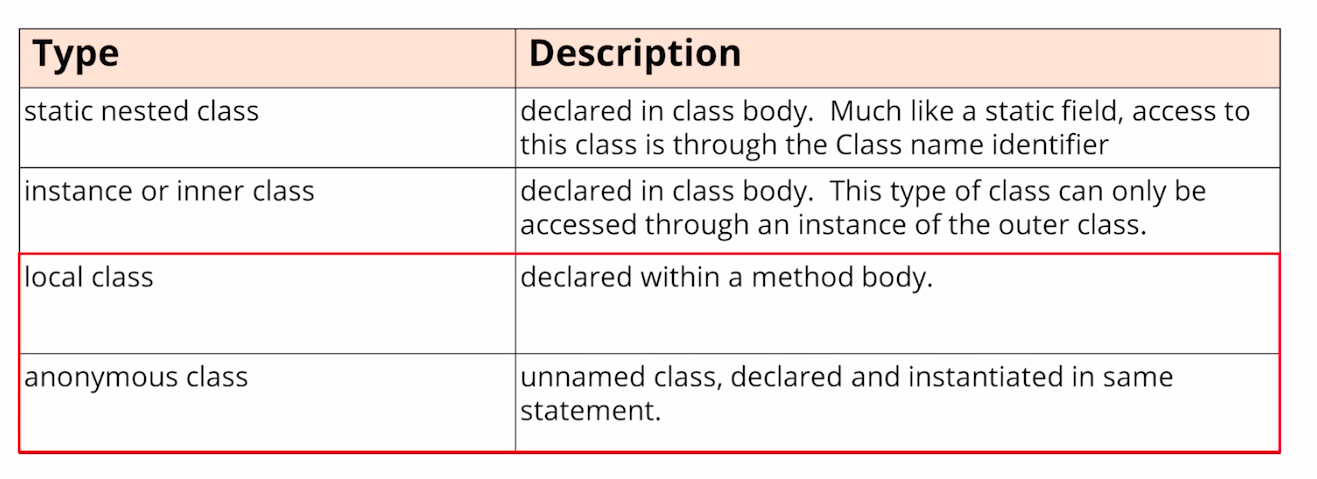 Type
Description
static nested class
declared in class body.  Much like a static field, access to
this class is through the Class name identifier
instance or inner class
declared in class body.  This type of class can only be
accessed through an instance of the outer class.
local class
declared within a method body.
anonymous class
unnamed class, declared and instantiated in same
statement.